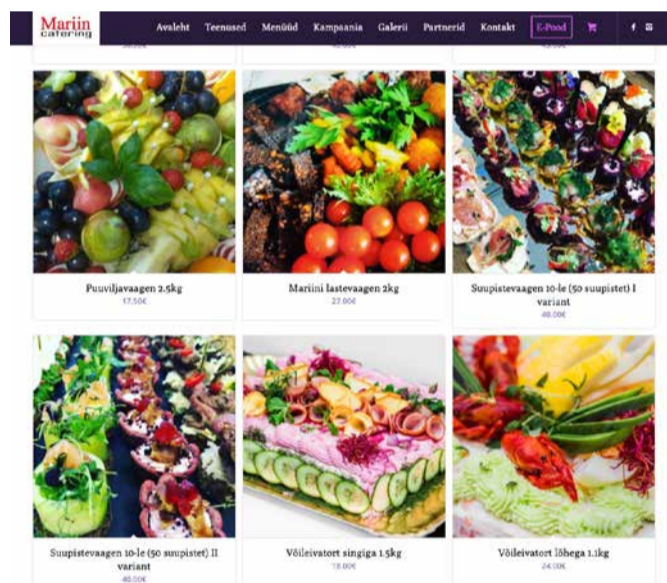 Mariin
catering
Avaleht Teenused Menüüd Kampaania Galerii Partnerid Kontakt E-Pood
Puuviljavaagen 2.5kg
17.50€
Mariini lastevaagen 2kg
27.00€
Suupistevaagen 10-le (50 suupistet) I
variant
40.00€
Suupistevaagen 10-le (50 suupistet) II
variant
40.00€
Võileivatort singiga 1.5kg
18.00€
Võileivatort lõhega 1.1kg
24.00€